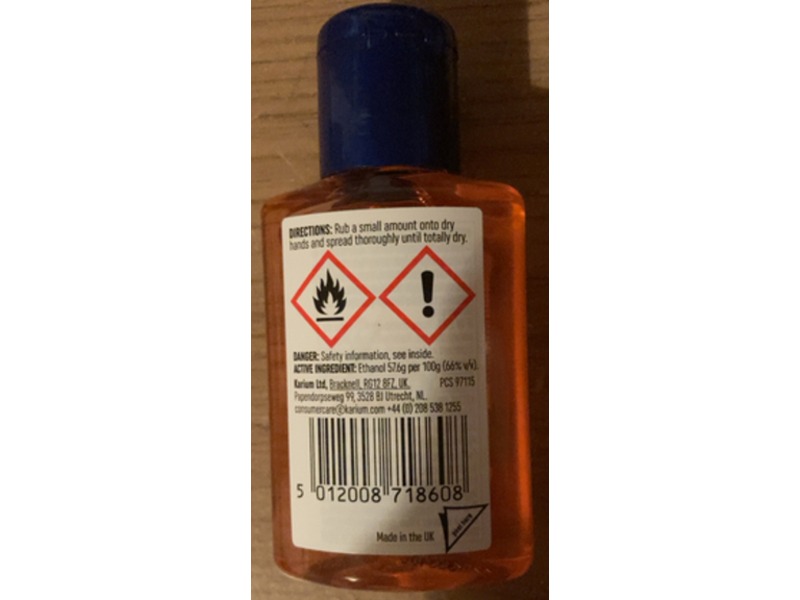 DIRECTIONS: Rub a small amount onto dry
hands and spread thoroughly until totally dry.
DANGER: Safety information, see inside.
ACTIVE INGREDIENT: Ethanol 57.6g per 100g (66% v/v).
Karium Ltd, Bracknell, RG12 8FZ, UK. PCS 97115
Papendorpseweg 99, 3528 BJ Utrecht, NL.
consumercare@karium.com +44 (0) 208 538 1255
5 012008 718608
peel here
Made in the UK